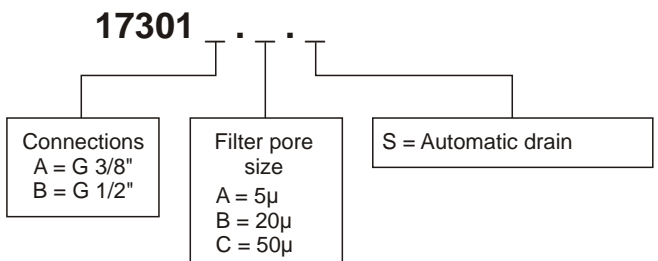 17301 _ . _ . _
Connections
A = G 3/8"
B = G 1/2"
Filter pore
size
A = 5μ
B = 20μ
C = 50μ
S = Automatic drain